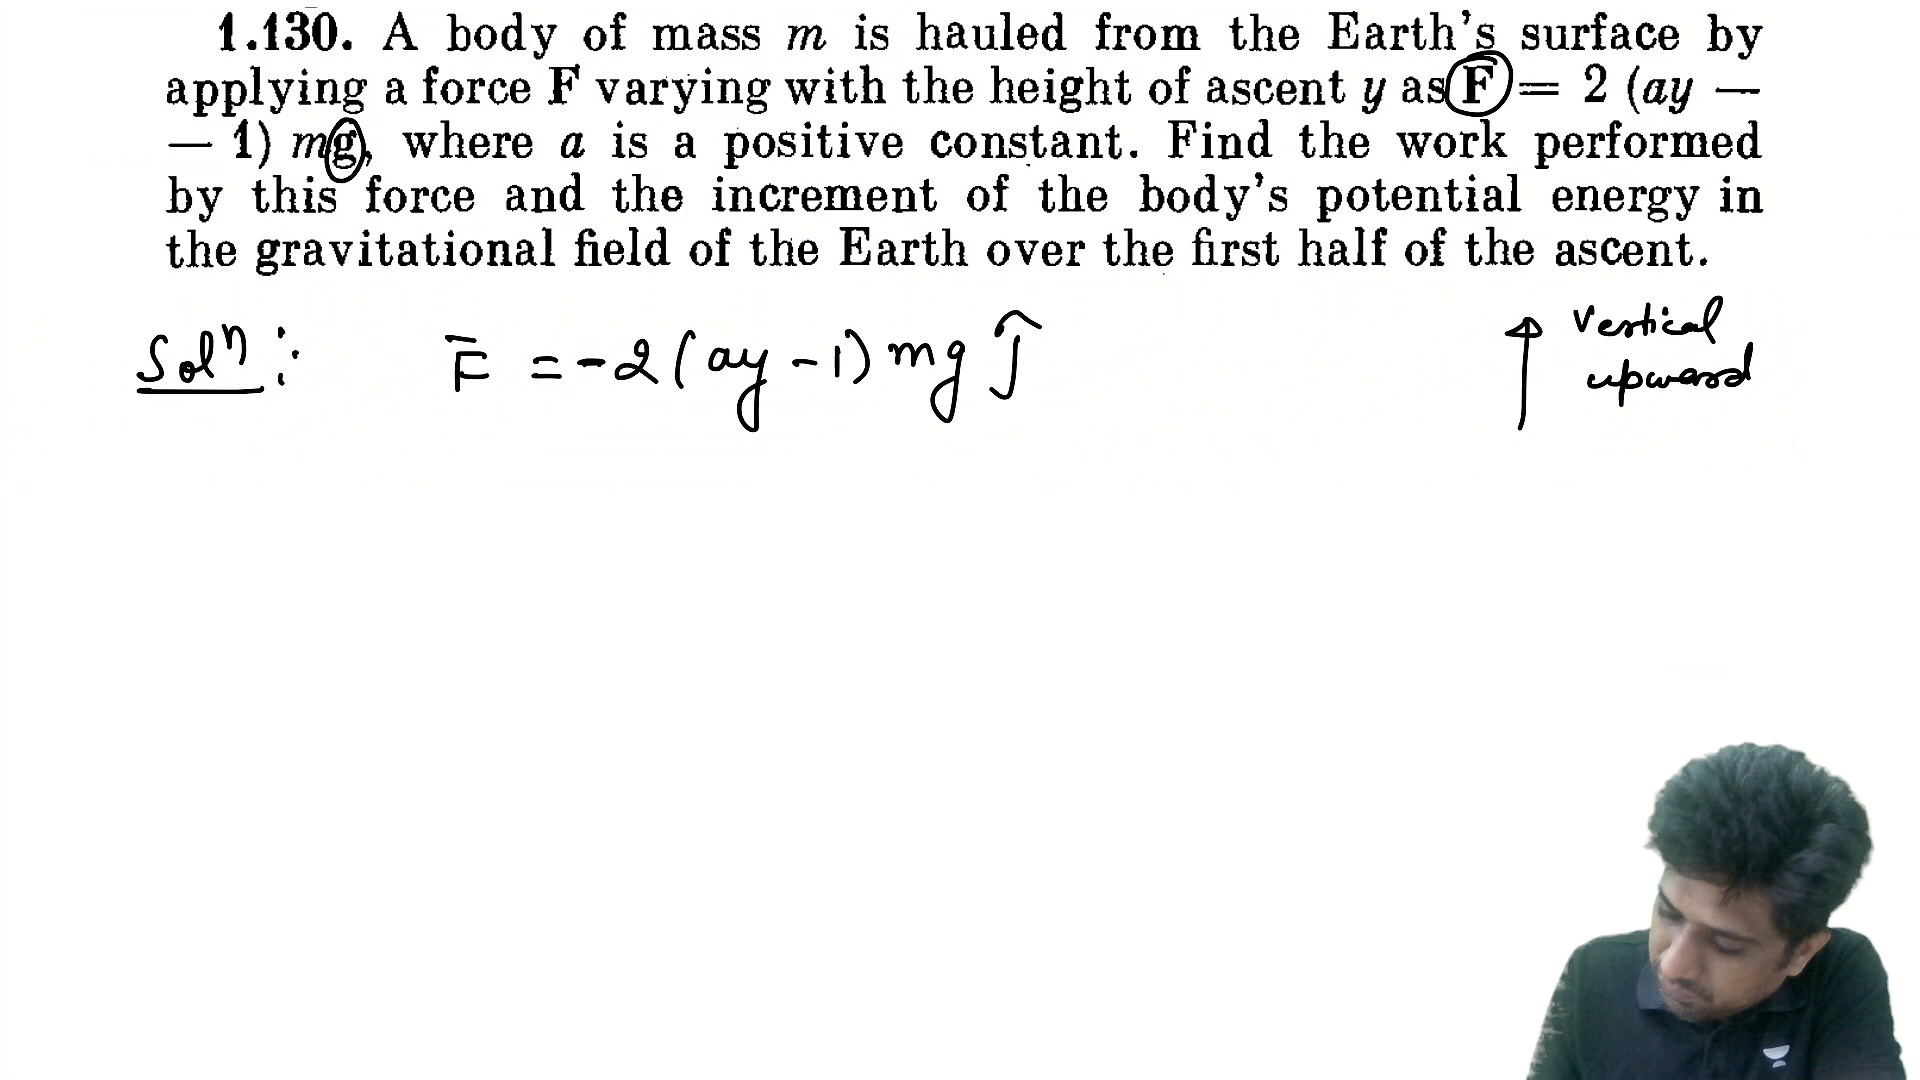 1.130. A body of mass m is hauled from the Earth's surface by
applying a force F varying with the height of ascent y as F = 2 (ay —
— 1) mg, where a is a positive constant. Find the work performed
by this force and the increment of the body's potential energy in
the gravitational field of the Earth over the first half of the ascent.
Solⁿ : F̄ = -2(ay - 1) mg ĵ
Vertical
upward